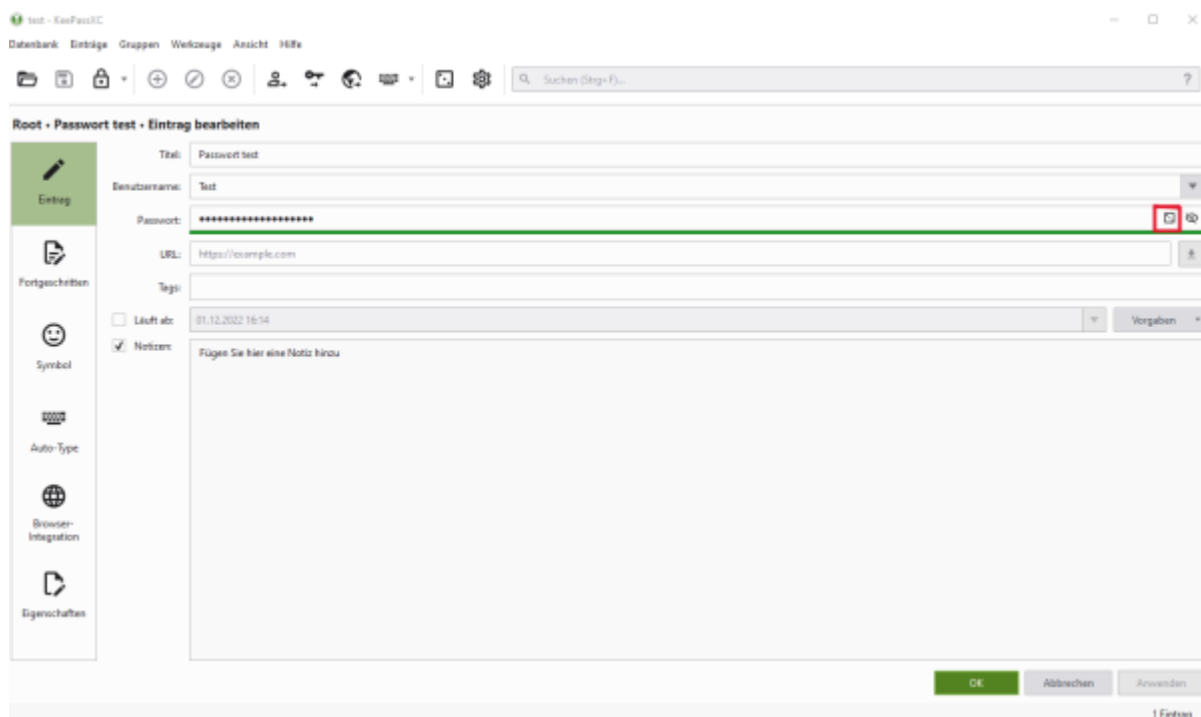 test - KeePassXC
Datenbank Einträge Gruppen Werkzeuge Ansicht Hilfe
Suchen (Strg+F)... ?
Root • Passwort test • Eintrag bearbeiten
Eintrag
Fortgeschritten
Symbol
Auto-Type
Browser-
Integration
Eigenschaften
Titel: Passwort test
Benutzername: Test
Passwort: •••••••••••••••••••
URL: https://example.com
Tags:
Läuft ab: 01.12.2022 16:14 Vorgaben
Notizen: Fügen Sie hier eine Notiz hinzu
OK Abbrechen Anwenden
1 Eintrag